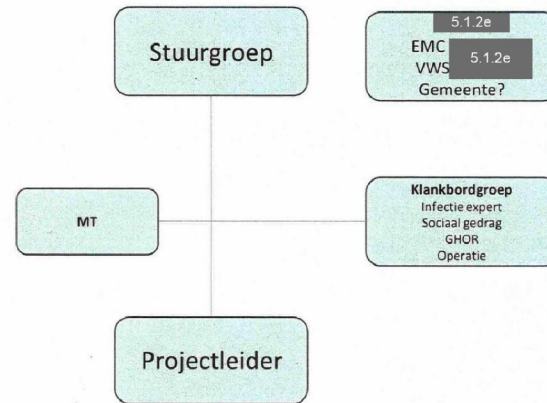 Stuurgroep
5.1.2e
EMC 5.1.2e
VWS
Gemeente?
MT
Klankbordgroep
Infectie expert
Sociaal gedrag
GHOR
Operatie
Projectleider